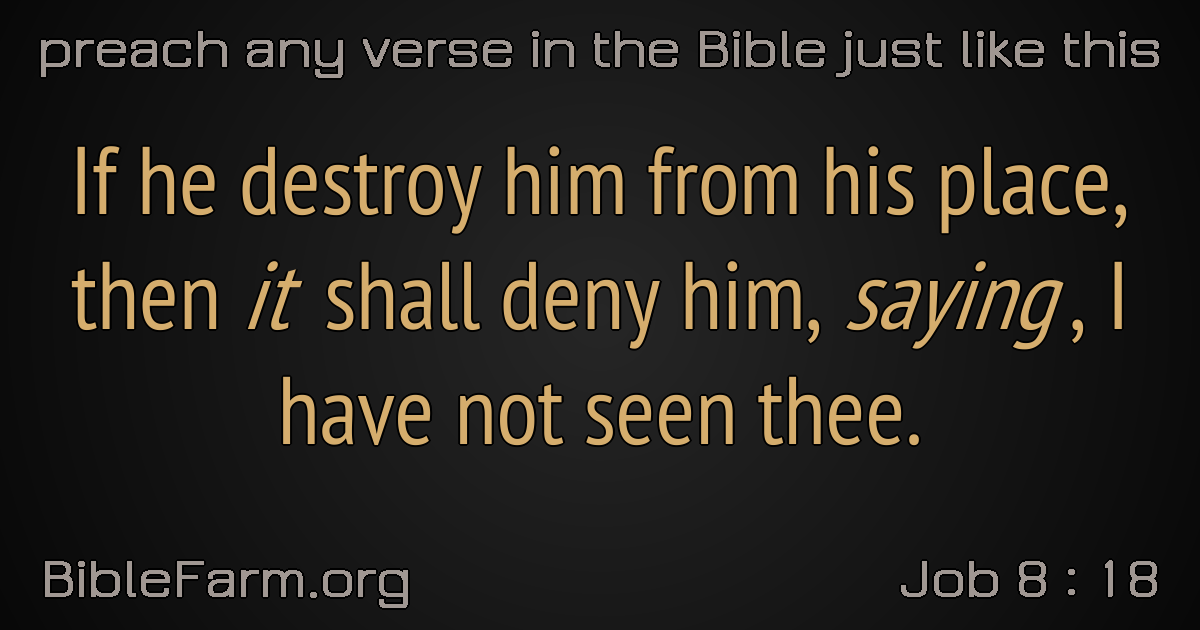 preach any verse in the Bible just like this
If he destroy him from his place,
then it shall deny him, saying , I
have not seen thee.
BibleFarm.org
Job 8 : 18